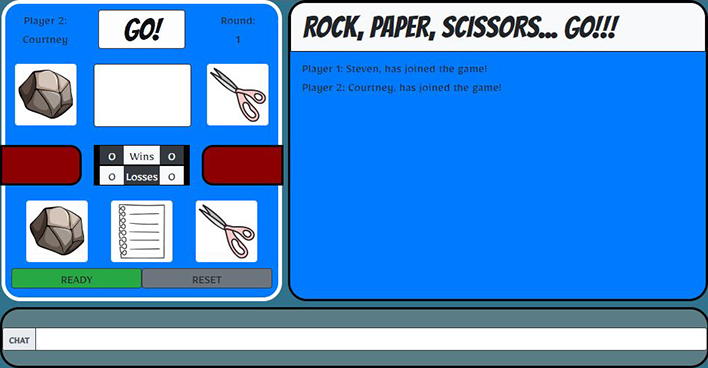 Player 2:
Courtney
GO!
Round:
1
0 Wins 0
0 Losses 0
READY
RESET
ROCK, PAPER, SCISSORS... GO!!!
Player 1: Steven, has joined the game!
Player 2: Courtney, has joined the game!
CHAT